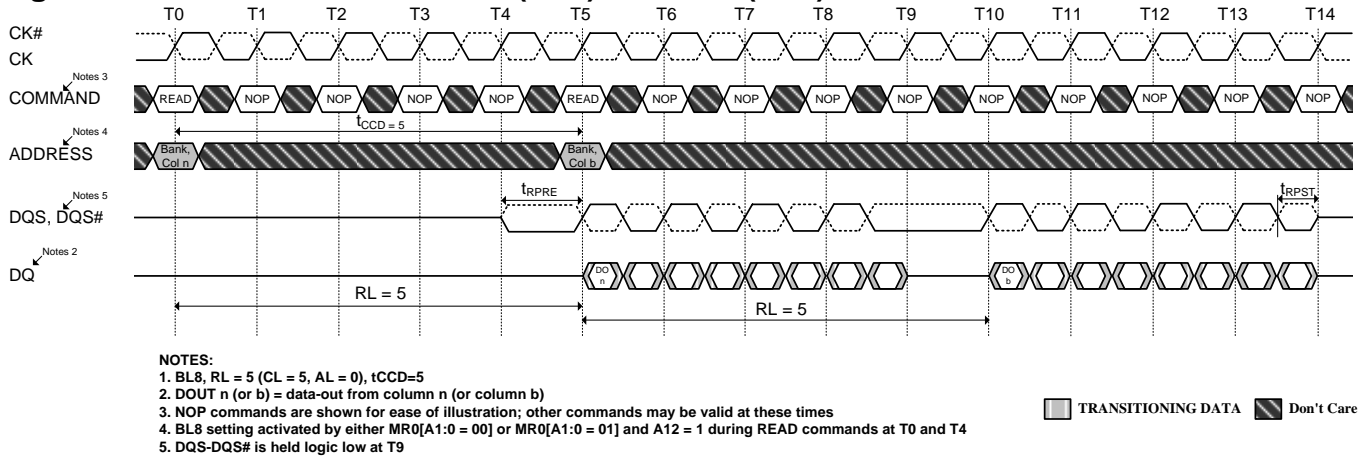 T0 T1 T2 T3 T4 T5 T6 T7 T8 T9 T10 T11 T12 T13 T14
CK#
CK
Notes 3
COMMAND READ NOP NOP NOP NOP READ NOP NOP NOP NOP NOP NOP NOP NOP NOP
tCCD = 5
Notes 4
ADDRESS Bank, Col n Bank, Col b
tRPRE tRPST
Notes 5
DQS, DQS#
Notes 2
DQ DO n DO b
RL = 5
RL = 5
NOTES:
1. BL8, RL = 5 (CL = 5, AL = 0), tCCD=5
2. DOUT n (or b) = data-out from column n (or column b)
3. NOP commands are shown for ease of illustration; other commands may be valid at these times
4. BL8 setting activated by either MR0[A1:0 = 00] or MR0[A1:0 = 01] and A12 = 1 during READ commands at T0 and T4
5. DQS-DQS# is held logic low at T9
TRANSITIONING DATA Don't Care